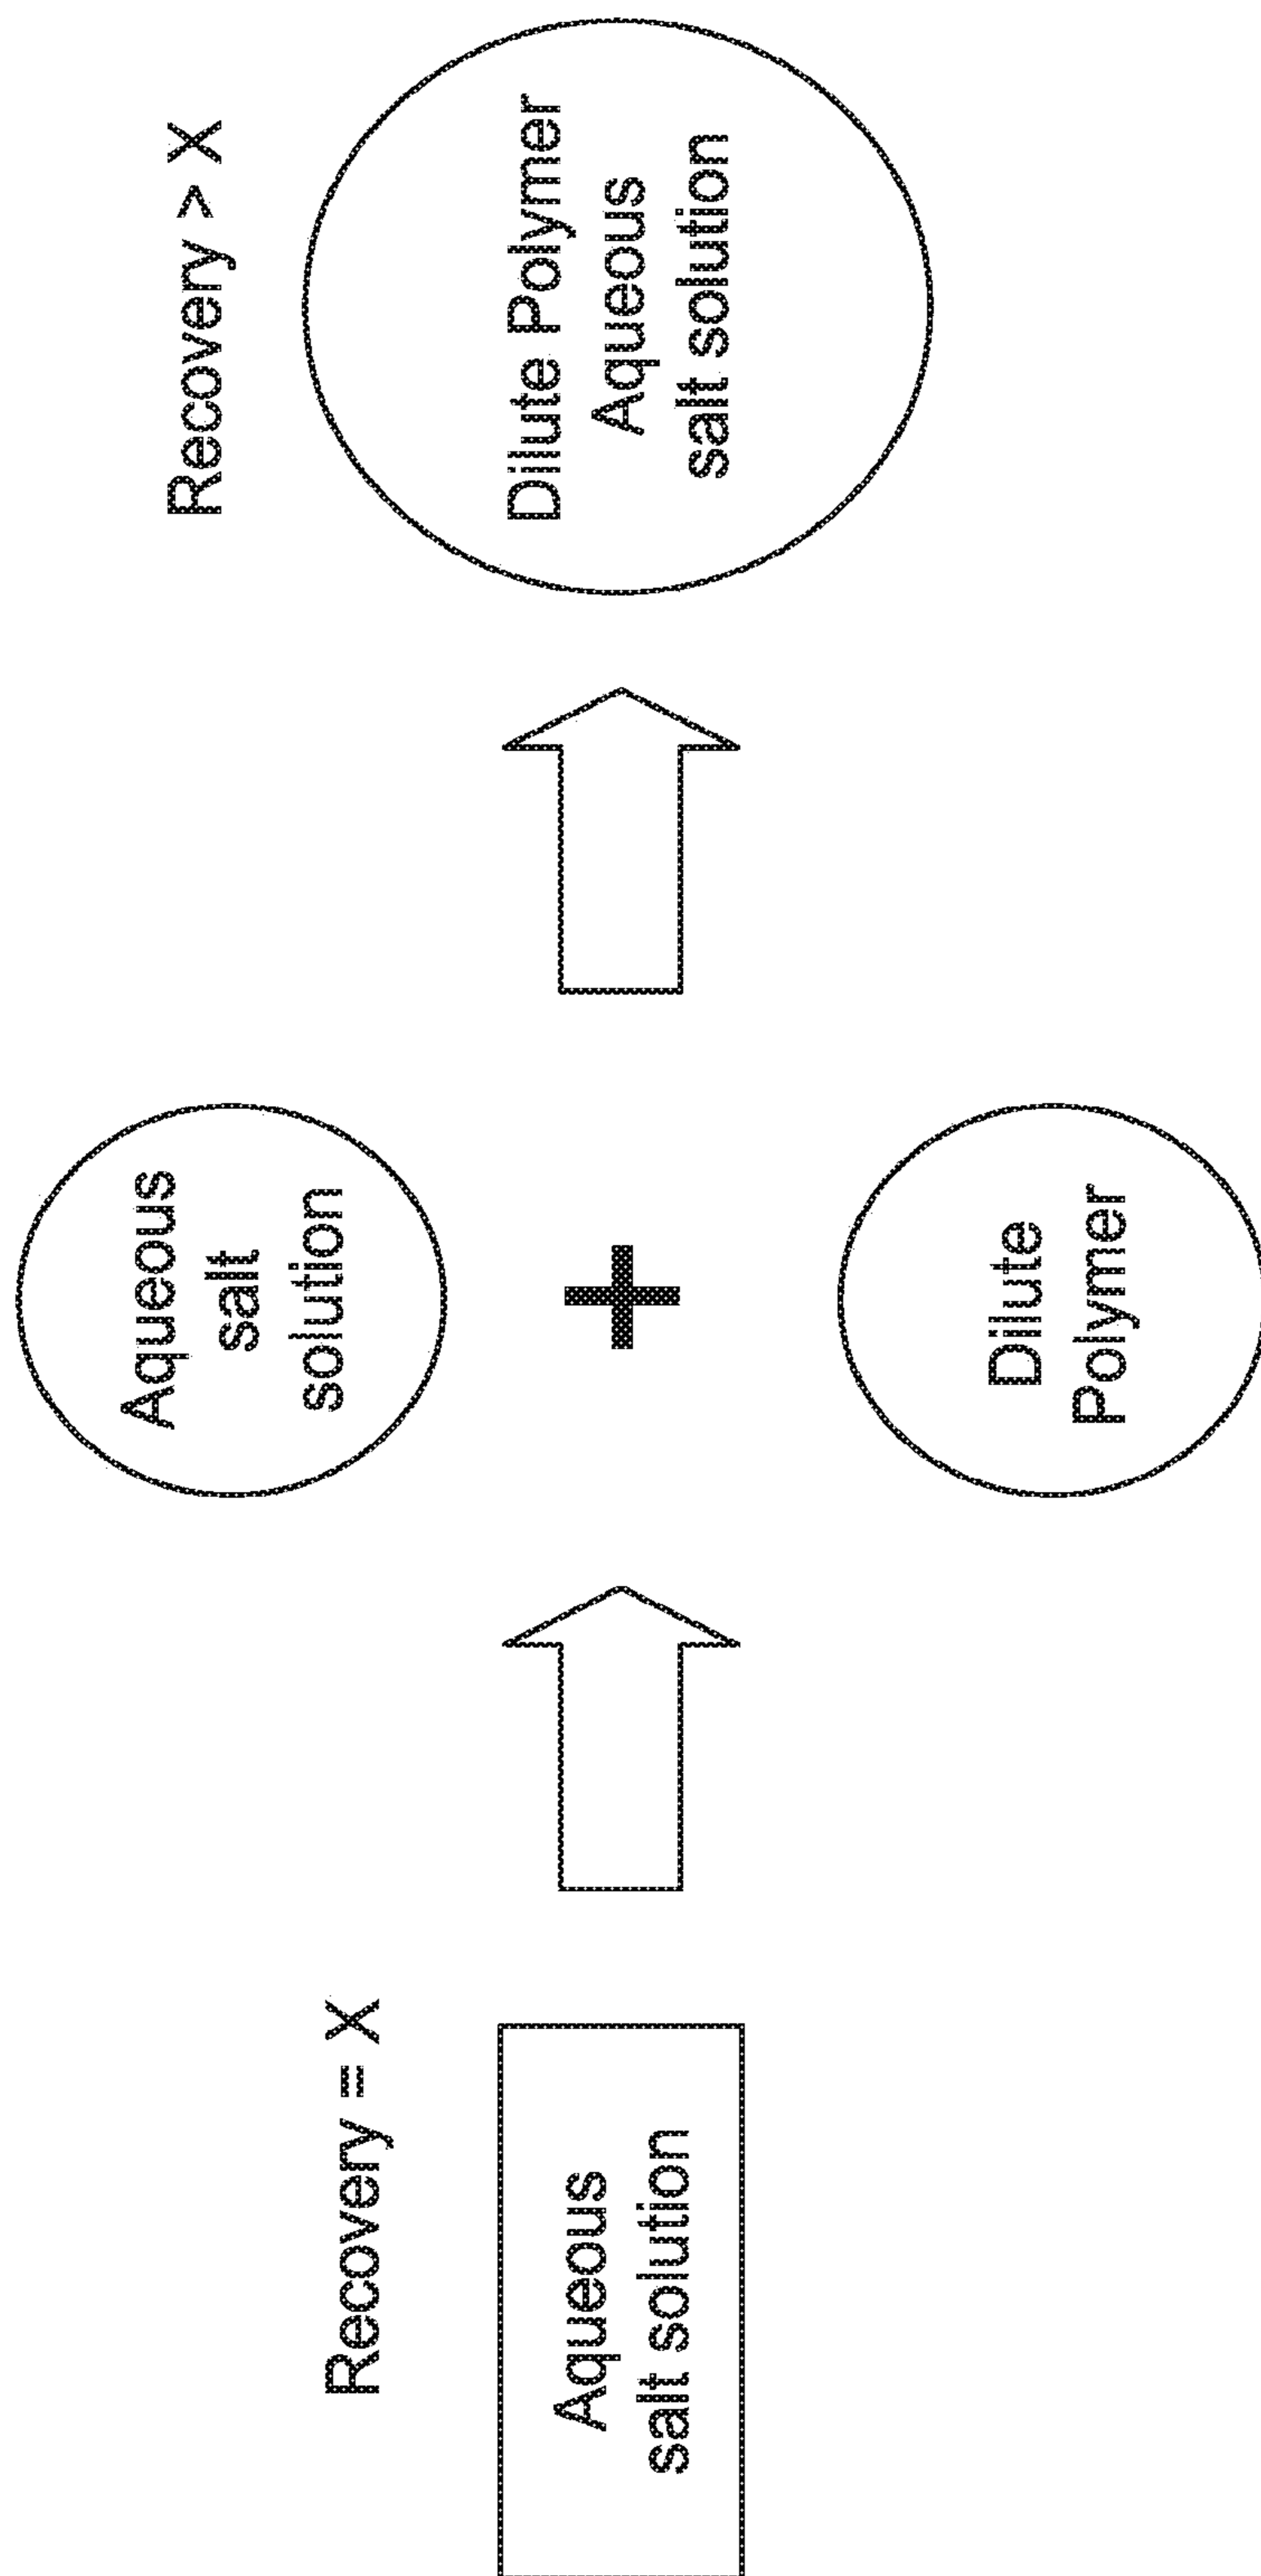 Recovery = X
Aqueous
salt solution
Aqueous
salt
solution
+
Dilute
Polymer
Recovery > X
Dilute Polymer
Aqueous
salt solution